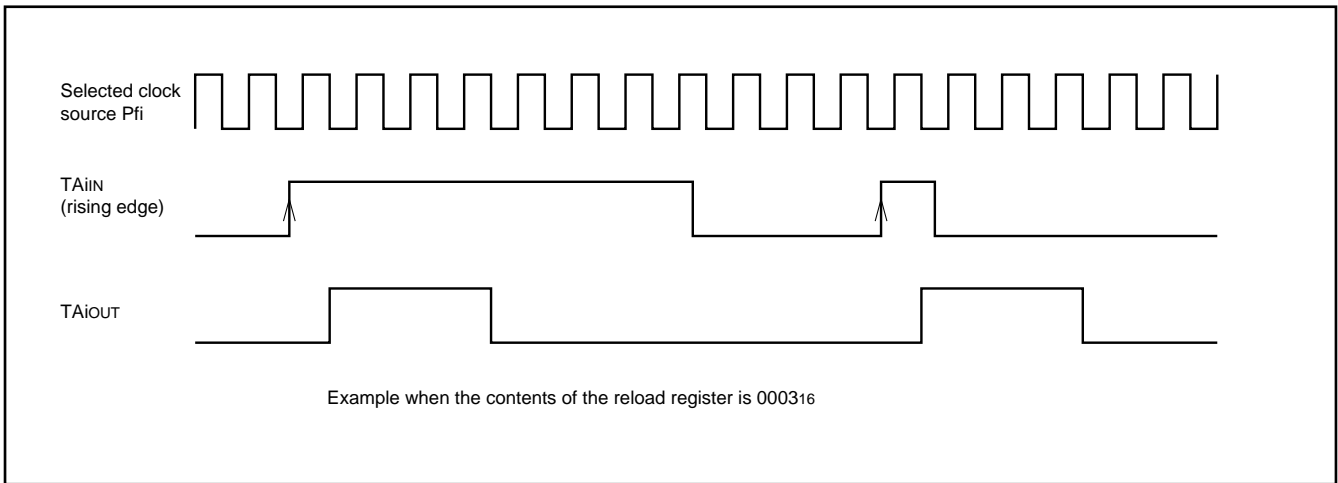 Selected clock
source Pfi
TAiIN
(rising edge)
TAiOUT
Example when the contents of the reload register is 000316